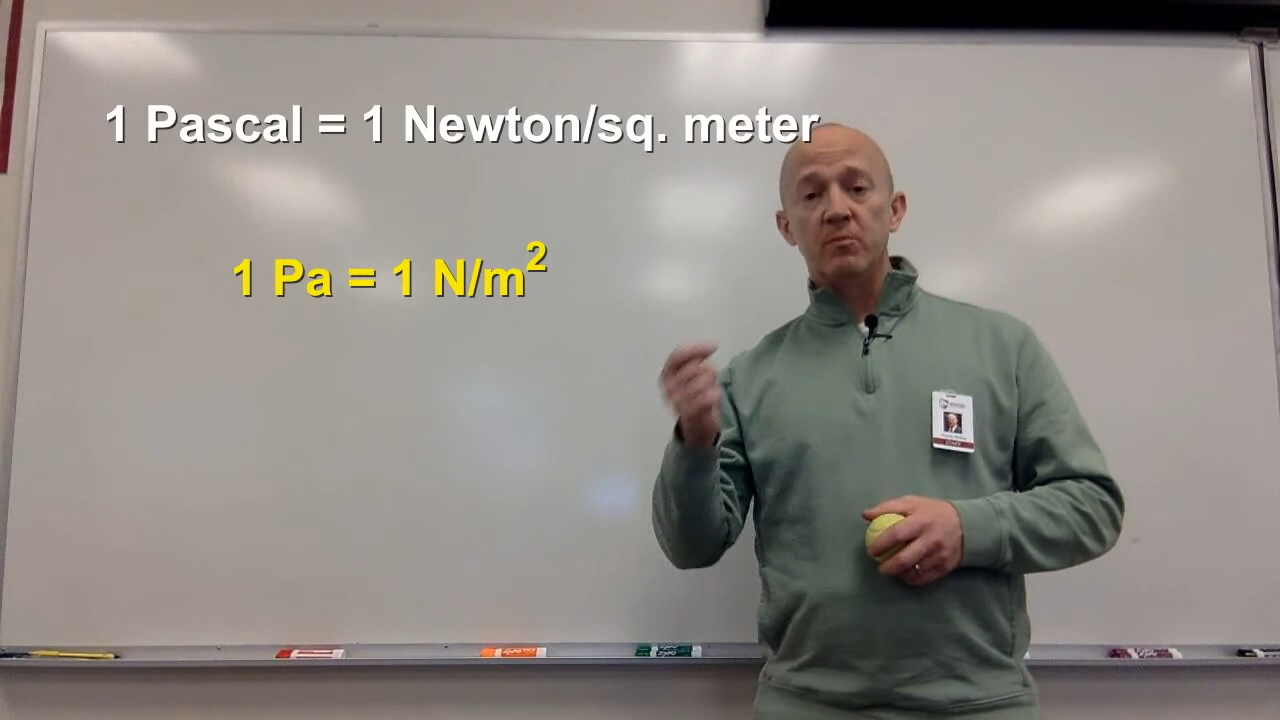 1 Pascal = 1 Newton/sq. meter
1 Pa = 1 N/m²